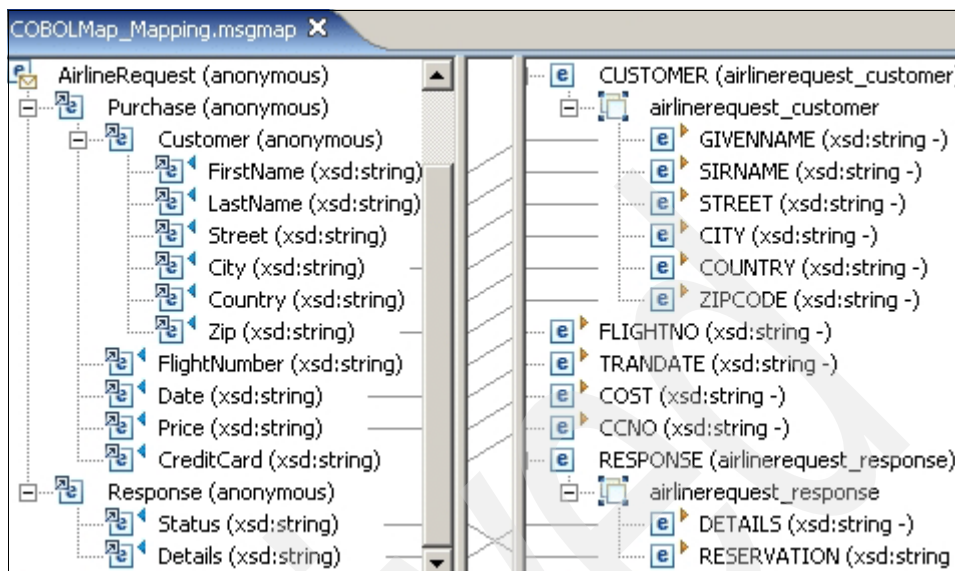 COBOLMap_Mapping.msgmap
AirlineRequest (anonymous)
Purchase (anonymous)
Customer (anonymous)
FirstName (xsd:string)
LastName (xsd:string)
Street (xsd:string)
City (xsd:string)
Country (xsd:string)
Zip (xsd:string)
FlightNumber (xsd:string)
Date (xsd:string)
Price (xsd:string)
CreditCard (xsd:string)
Response (anonymous)
Status (xsd:string)
Details (xsd:string)
CUSTOMER (airlinerequest_customer)
airlinerequest_customer
GIVENNAME (xsd:string -)
SIRNAME (xsd:string -)
STREET (xsd:string -)
CITY (xsd:string -)
COUNTRY (xsd:string -)
ZIPCODE (xsd:string -)
FLIGHTNO (xsd:string -)
TRANDATE (xsd:string -)
COST (xsd:string -)
CCNO (xsd:string -)
RESPONSE (airlinerequest_response)
airlinerequest_response
DETAILS (xsd:string -)
RESERVATION (xsd:string